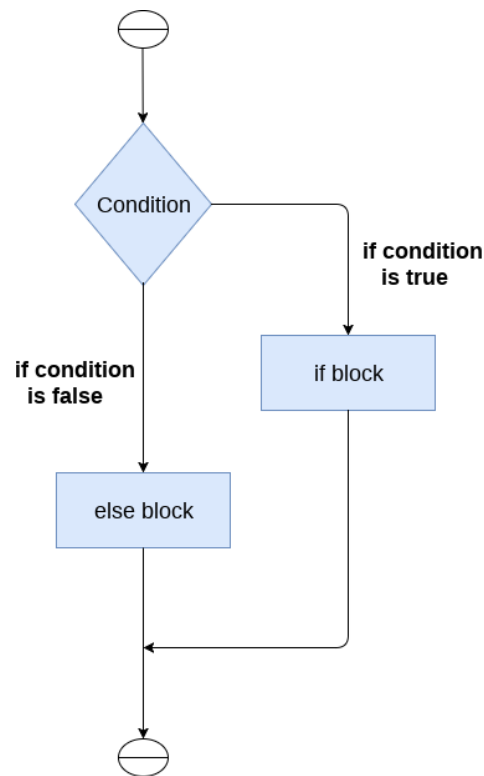 Condition
if condition
is true
if block
if condition
is false
else block